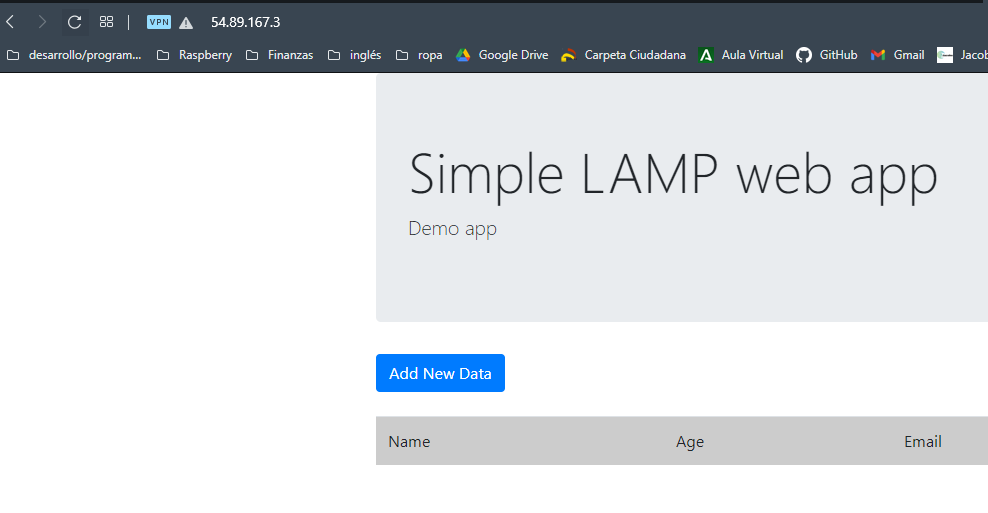 VPN 54.89.167.3
desarrollo/program... Raspberry Finanzas inglés ropa Google Drive Carpeta Ciudadana Aula Virtual GitHub Gmail Jacob
Simple LAMP web app
Demo app
Add New Data
Name Age Email